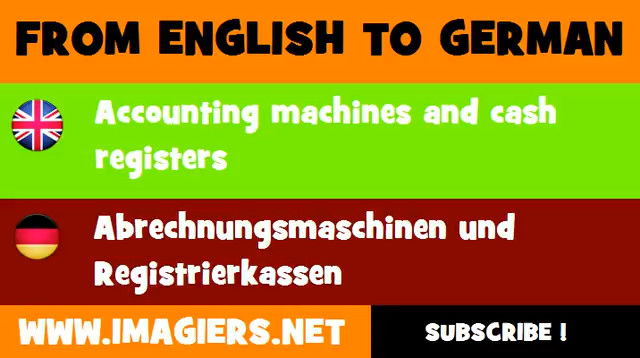 FROM ENGLISH TO GERMAN
Accounting machines and cash
registers
Abrechnungsmaschinen und
Registrierkassen
WWW.IMAGIERS.NET
SUBSCRIBE !